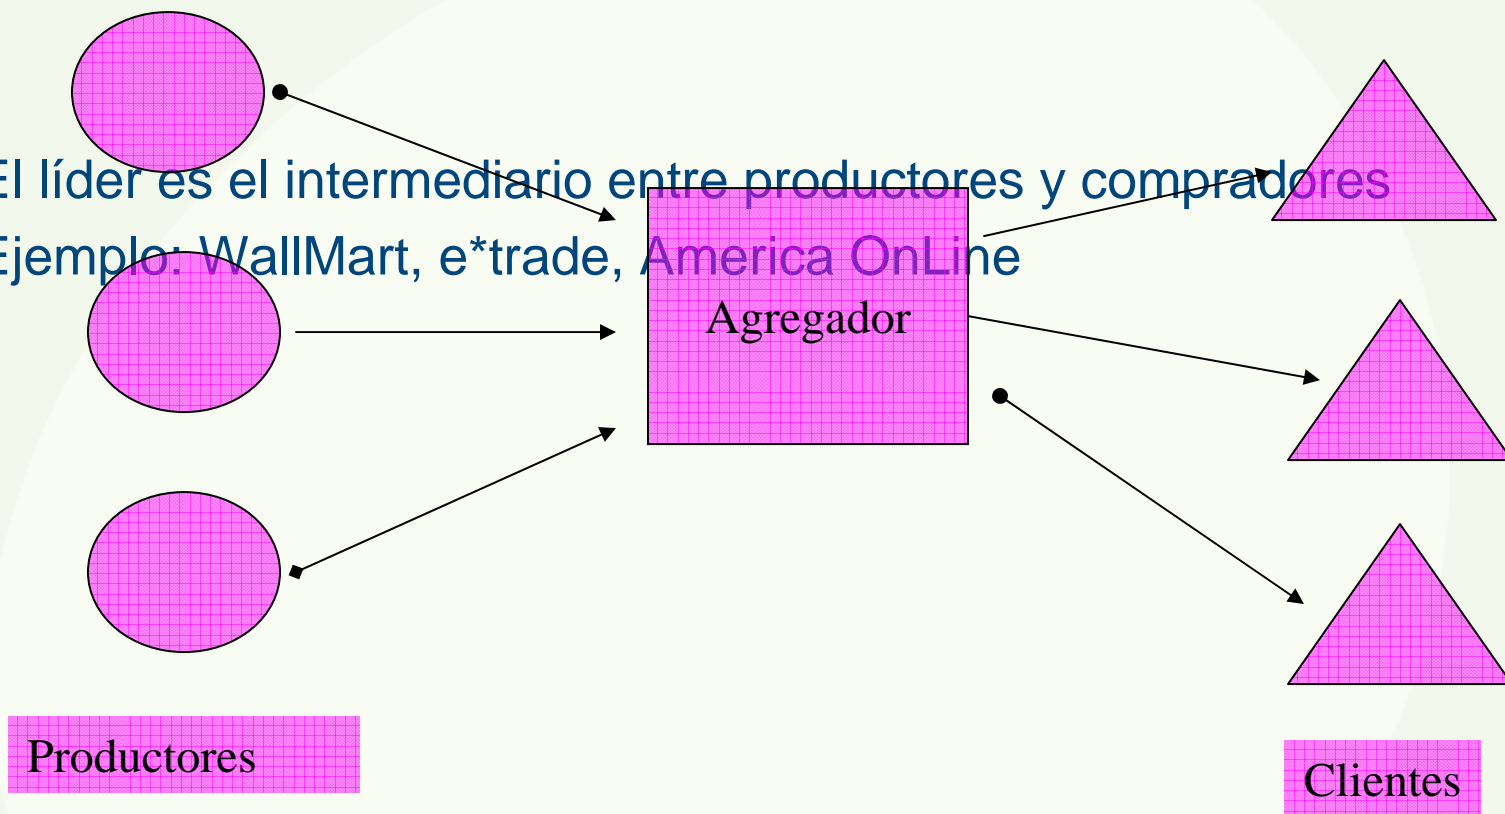 El líder es el intermediario entre productores y compradores
Ejemplo: WallMart, e*trade, America OnLine
Agregador
Productores
Clientes